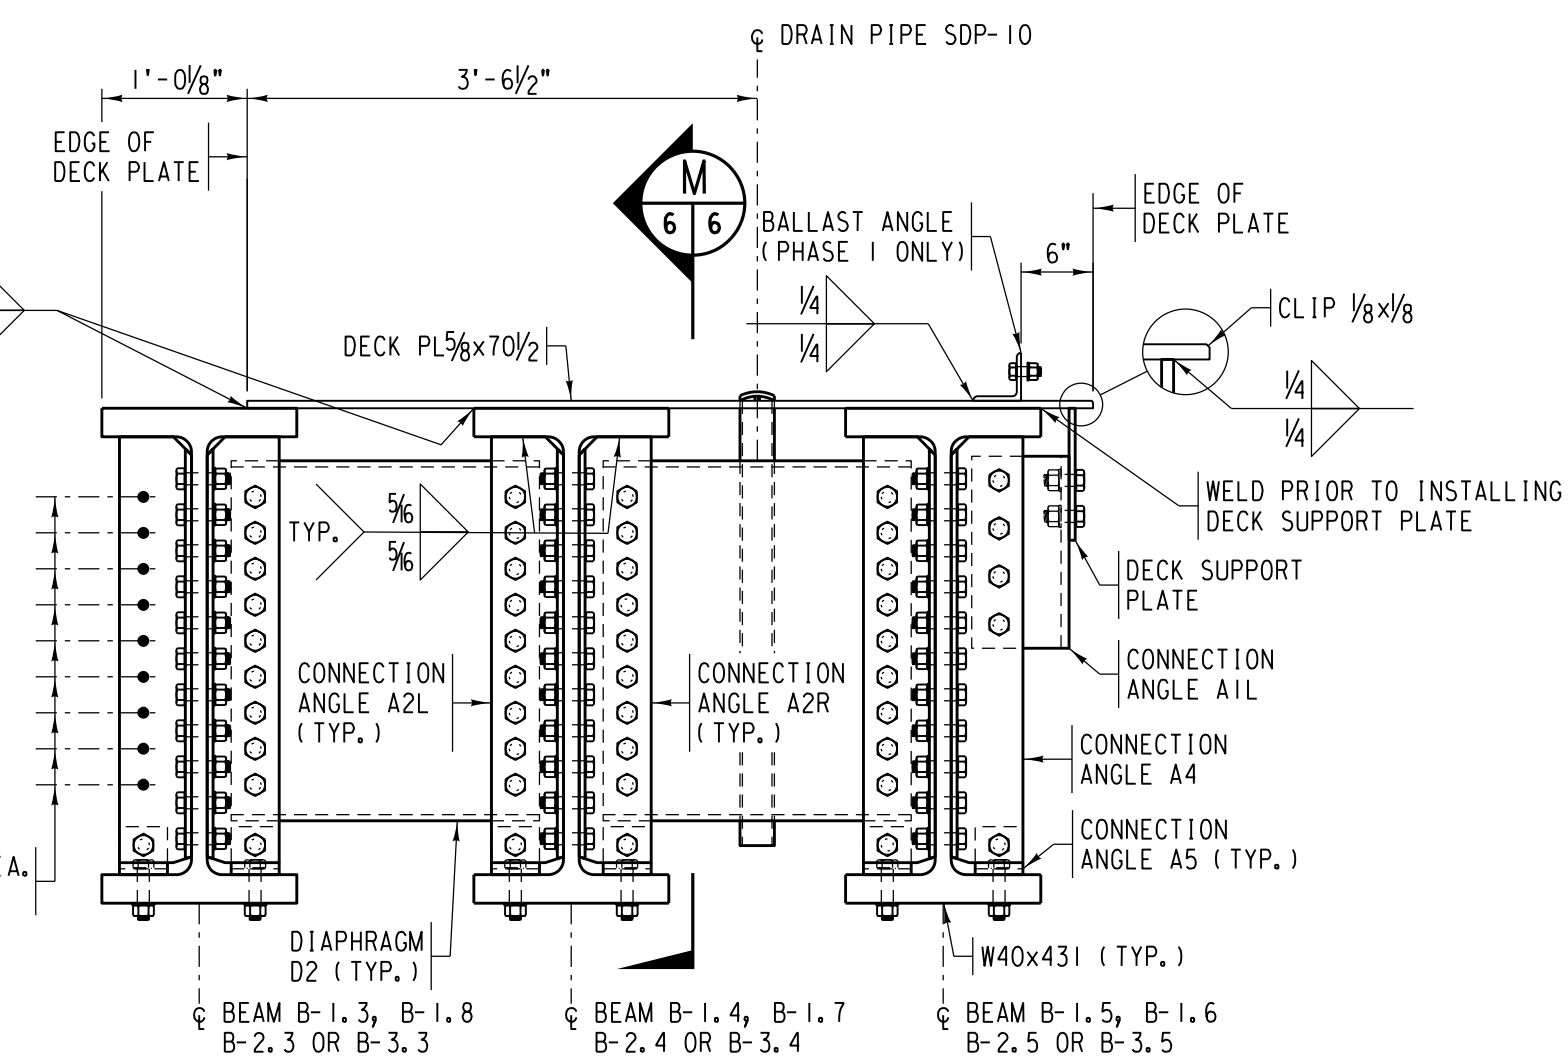 ℄ DRAIN PIPE SDP-10
1'-0⅛"
3'-6½"
EDGE OF
DECK PLATE
M
6 6
BALLAST ANGLE
(PHASE 1 ONLY)
EDGE OF
DECK PLATE
6"
CLIP ⅛x⅛
¼
¼
DECK PL⅝x70½
¼
¼
WELD PRIOR TO INSTALLING
DECK SUPPORT PLATE
TYP.
5/16
5/16
DECK SUPPORT
PLATE
CONNECTION
ANGLE A2L
(TYP.)
CONNECTION
ANGLE A2R
(TYP.)
CONNECTION
ANGLE A1L
CONNECTION
ANGLE A4
CONNECTION
ANGLE A5 (TYP.)
A.
DIAPHRAGM
D2 (TYP.)
W40x431 (TYP.)
℄ BEAM B-1.3, B-1.8
B-2.3 OR B-3.3
℄ BEAM B-1.4, B-1.7
B-2.4 OR B-3.4
℄ BEAM B-1.5, B-1.6
B-2.5 OR B-3.5